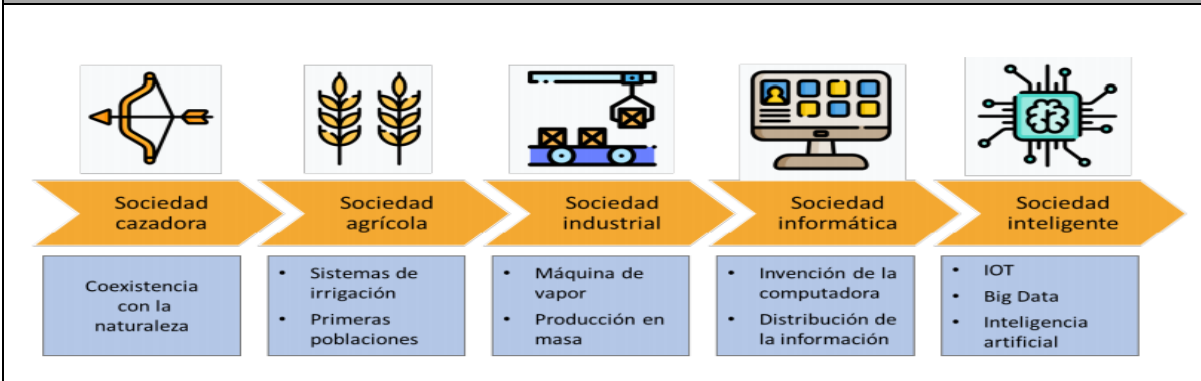 Sociedad
cazadora
Sociedad
agrícola
Sociedad
industrial
Sociedad
informática
Sociedad
inteligente
Coexistencia
con la
naturaleza
• Sistemas de
irrigación
• Primeras
poblaciones
• Máquina de
vapor
• Producción en
masa
• Invención de la
computadora
• Distribución de
la información
• IOT
• Big Data
• Inteligencia
artificial